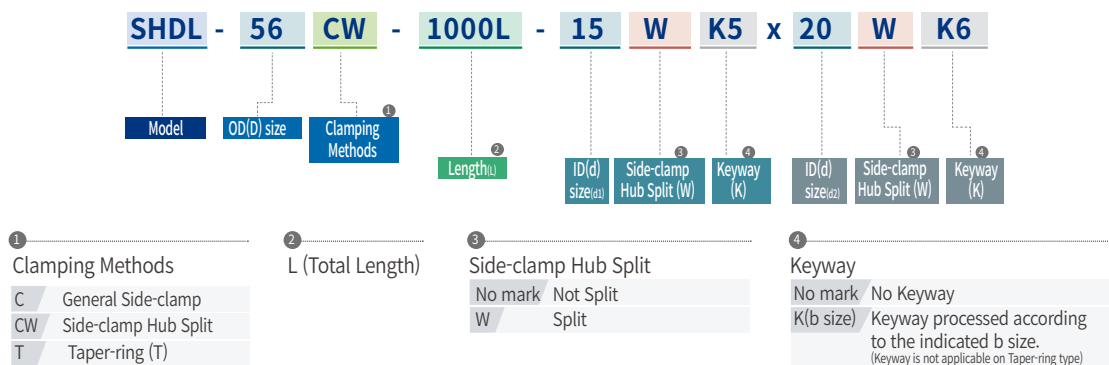 SHDL - 56 CW - 1000L - 15 W K5 x 20 W K6
Model
OD(D) size
Clamping
Methods
1
Length(L)
2
ID(d)
size(d1)
Side-clamp
Hub Split (W)
3
Keyway
(K)
4
ID(d)
size(d2)
Side-clamp
Hub Split (W)
3
Keyway
(K)
4
1
Clamping Methods
C General Side-clamp
CW Side-clamp Hub Split
T Taper-ring (T)
2
L (Total Length)
3
Side-clamp Hub Split
No mark Not Split
W Split
4
Keyway
No mark No Keyway
K(b size) Keyway processed according
to the indicated b size.
(Keyway is not applicable on Taper-ring type)